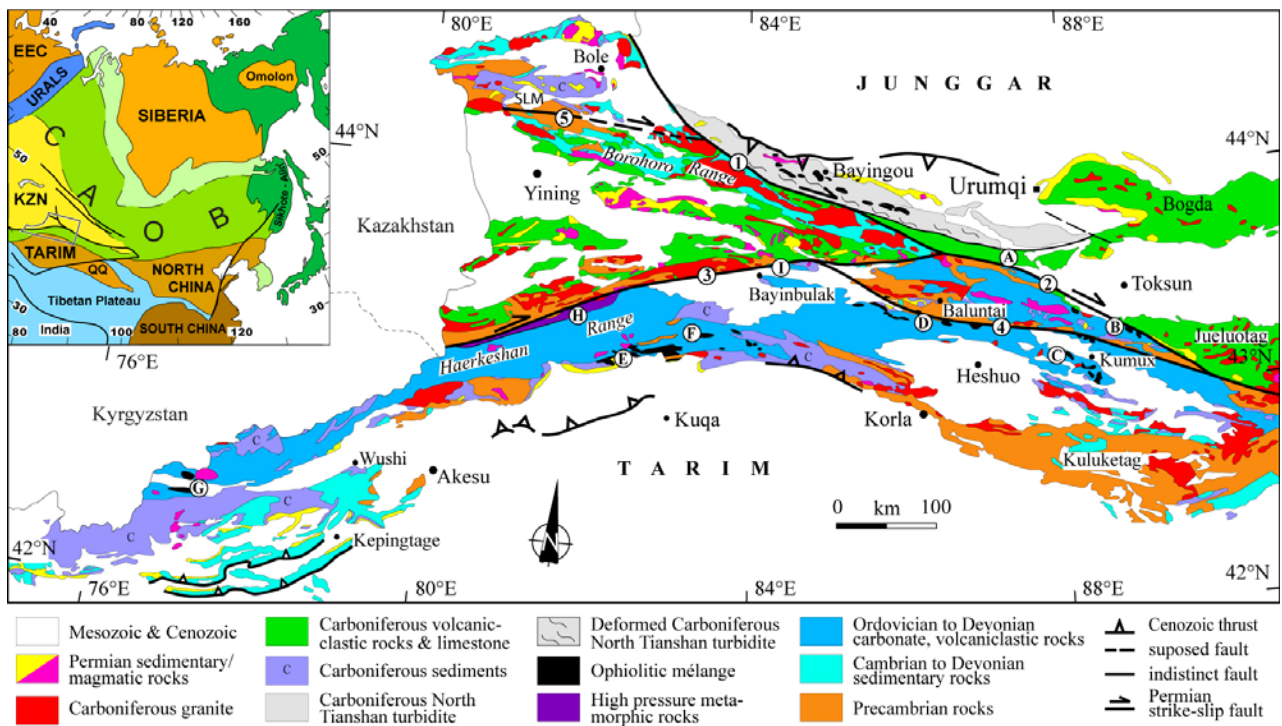 40
80
120
160
EEC
URALS
Omolon
SIBERIA
C
A
O
B
50
50
KZN
TARIM
QQ
NORTH
CHINA
Sikhote - Alin
Tibetan Plateau
30
30
80
India
100
SOUTH CHINA
120
76°E
80°E
84°E
88°E
44°N
44°N
Bole
C
SLM
5
JUNGGAR
Borohoro Range
1
Bayingou
Yining
Urumqi
Bogda
Kazakhstan
A
3
I
2
Toksun
Bayinbulak
Baluntai
H
B
D
4
Jueluotag
43°N
Haerkeshan Range
C
F
E
C
C
Kumux
Heshuo
Kyrgyzstan
Kuqa
Korla
C
Wushi
TARIM
Kuluketag
Akesu
G
C
0 km 100
N
C
Kepingtage
42°N
42°N
76°E
80°E
84°E
88°E
Mesozoic & Cenozoic
Permian sedimentary/
magmatic rocks
Carboniferous granite
Carboniferous volcanic-
clastic rocks & limestone
C
Carboniferous sediments
Carboniferous North
Tianshan turbidite
Deformed Carboniferous
North Tianshan turbidite
Ophiolitic mélange
High pressure meta-
morphic rocks
Ordovician to Devonian
carbonate, volcaniclastic rocks
Cambrian to Devonian
sedimentary rocks
Precambrian rocks
Cenozoic thrust
suposed fault
indistinct fault
Permian
strike-slip fault